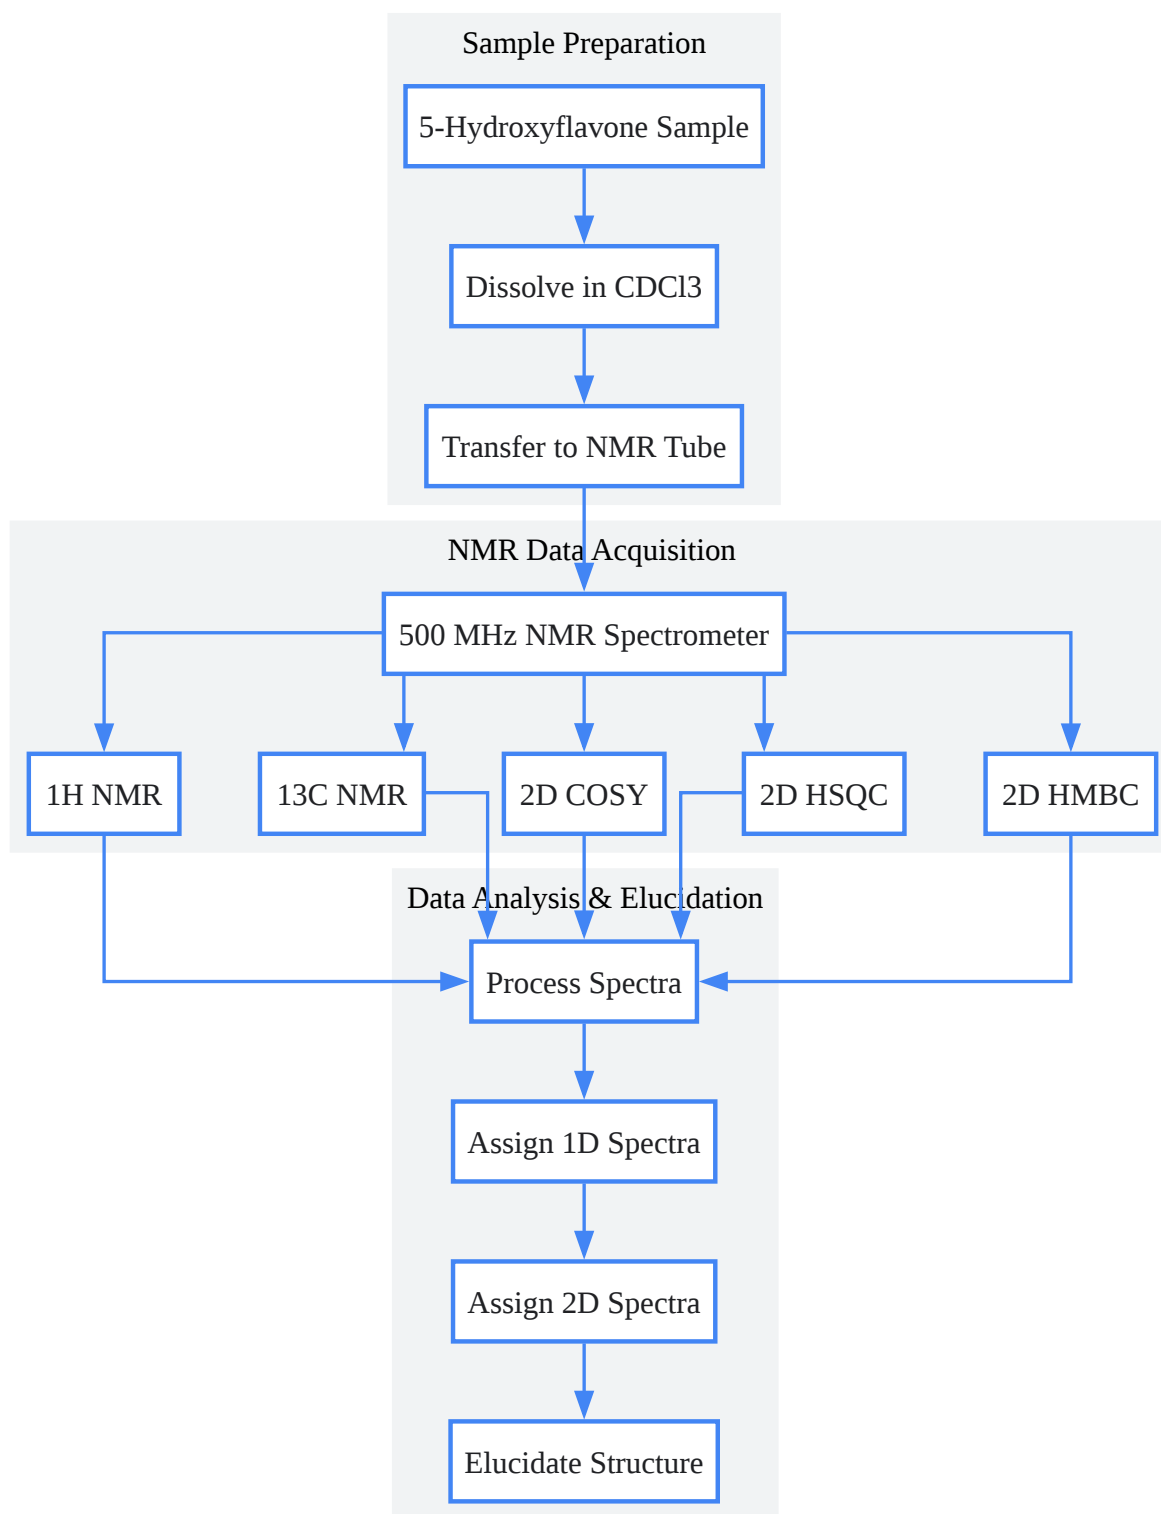 Sample Preparation
5-Hydroxyflavone Sample
Dissolve in CDCl3
Transfer to NMR Tube
NMR Data Acquisition
500 MHz NMR Spectrometer
1H NMR
13C NMR
2D COSY
2D HSQC
2D HMBC
Data Analysis & Elucidation
Process Spectra
Assign 1D Spectra
Assign 2D Spectra
Elucidate Structure